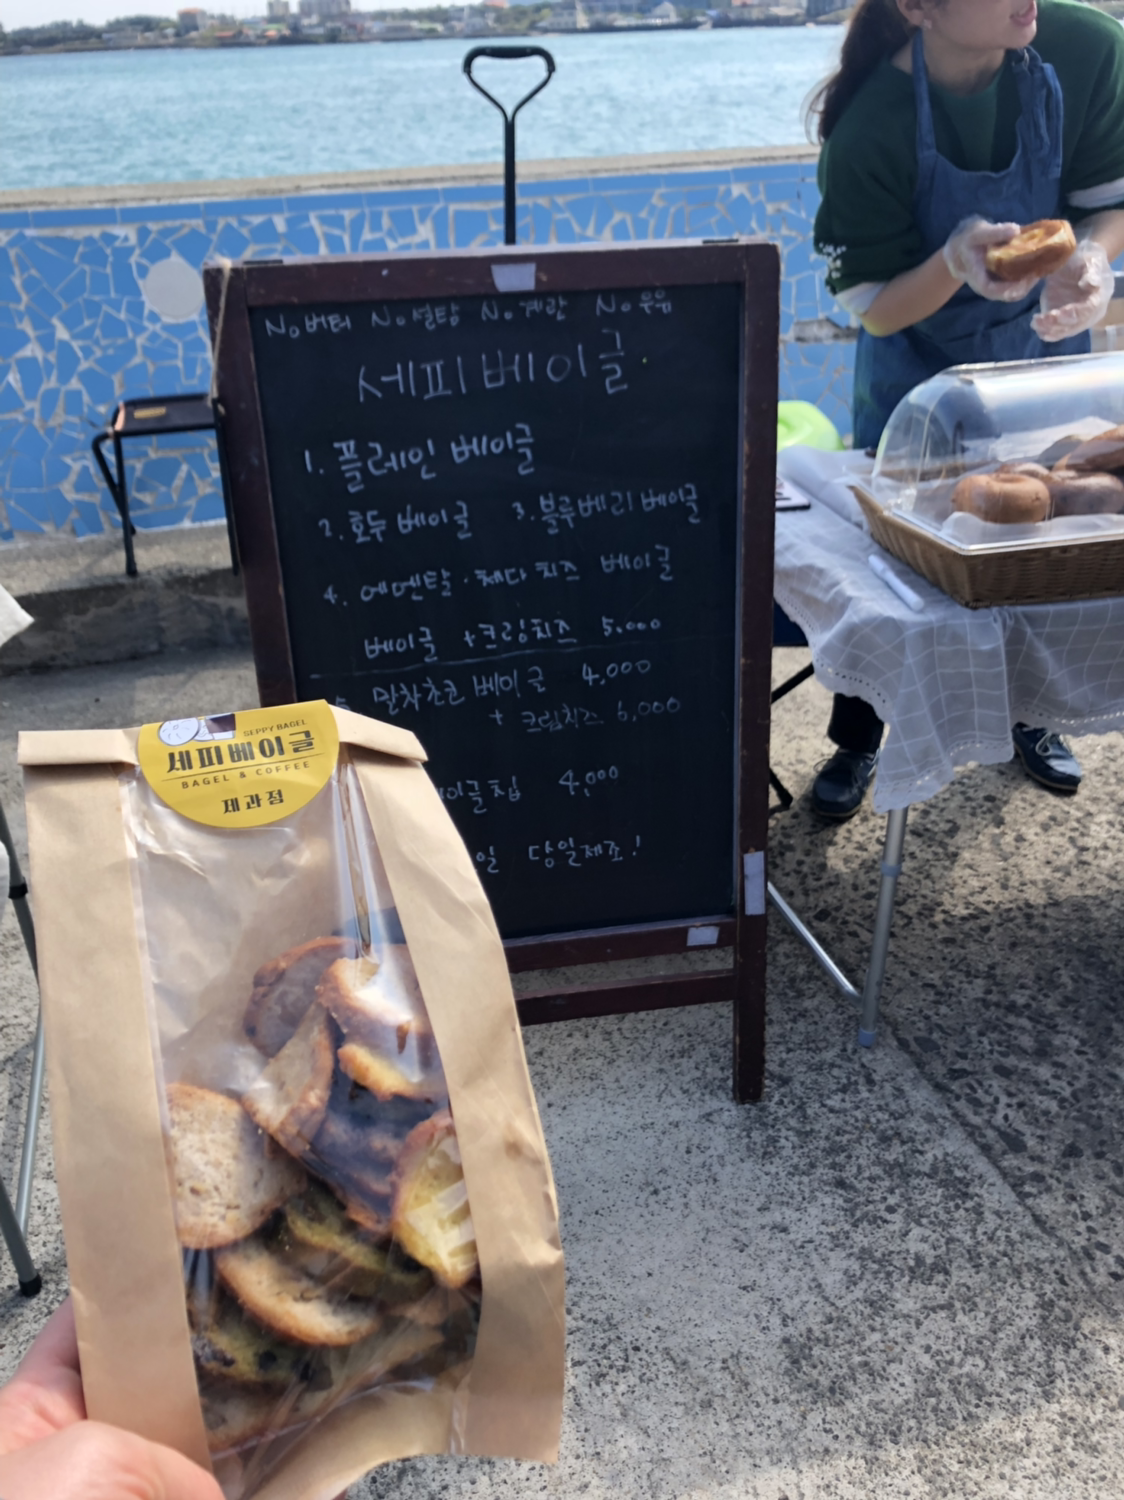 No버터 No설탕 No계란 No우유
세피베이글
1. 플레인 베이글
2. 호두 베이글 3. 블루베리 베이글
4. 에멘탈·체다 치즈 베이글
베이글 +크림치즈 5,000
말차초코 베이글 4,000
+ 크림치즈 6,000
이글칩 4,000
일 당일제조!
SEPPY BAGEL
세피베이글
BAGEL & COFFEE
제과점